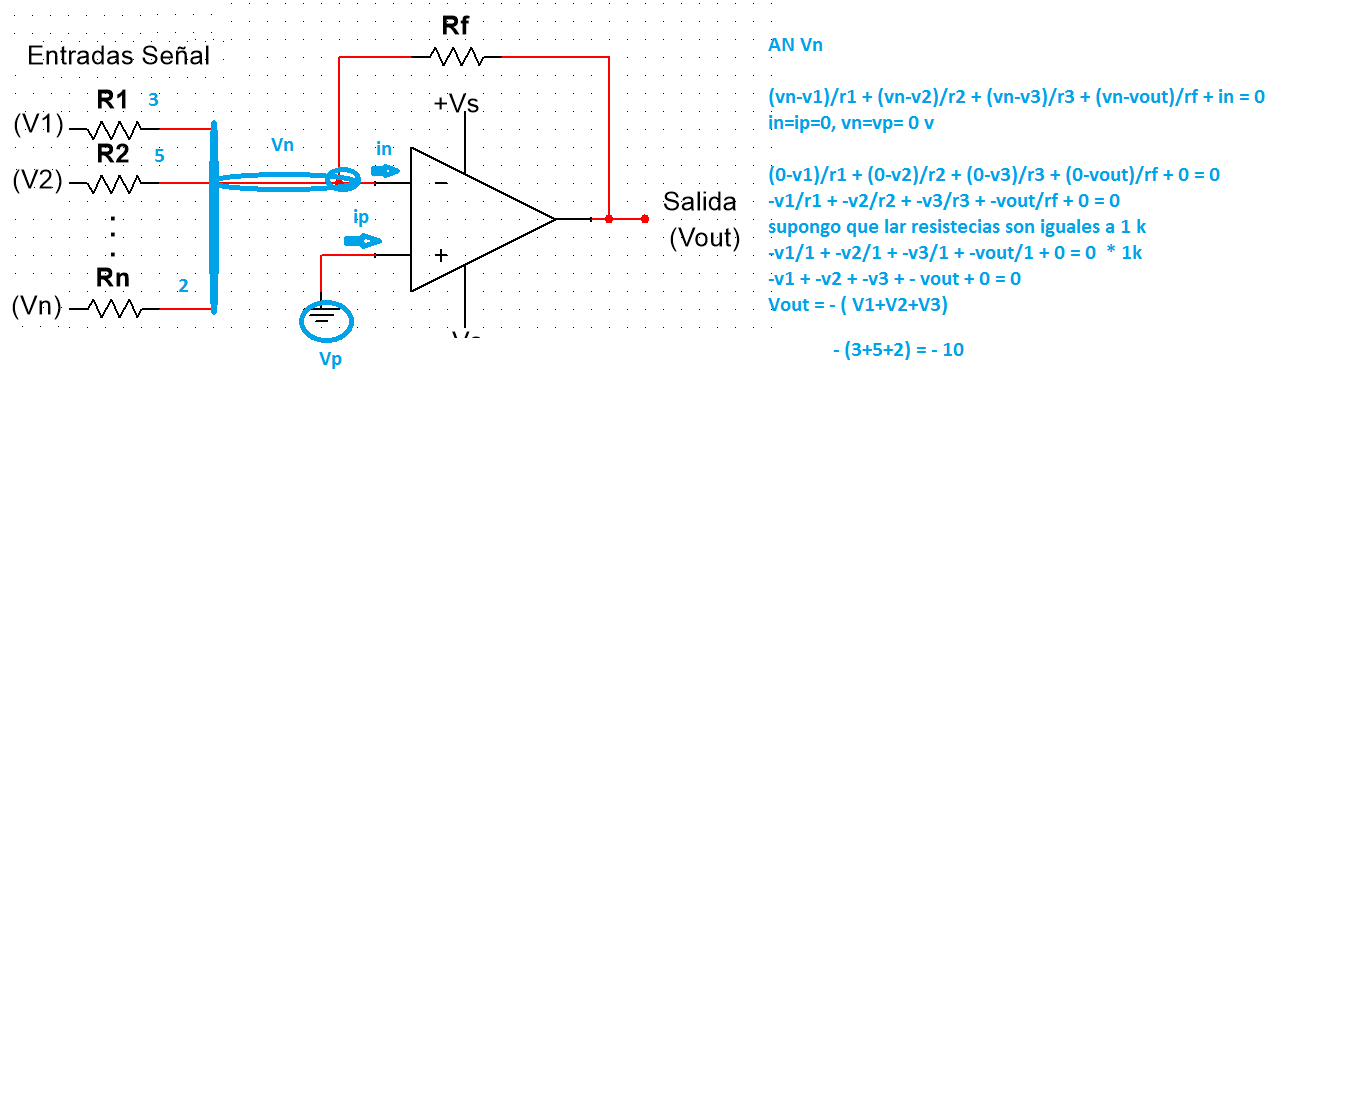 Rf
Entradas Señal
R1 3
(V1)
+Vs
R2 5
(V2)
Vn
in
−
ip
+
Salida
(Vout)
Rn 2
(Vn)
Vp
AN Vn
(vn-v1)/r1 + (vn-v2)/r2 + (vn-v3)/r3 + (vn-vout)/rf + in = 0
in=ip=0, vn=vp= 0 v
(0-v1)/r1 + (0-v2)/r2 + (0-v3)/r3 + (0-vout)/rf + 0 = 0
-v1/r1 + -v2/r2 + -v3/r3 + -vout/rf + 0 = 0
supongo que lar resistecias son iguales a 1 k
-v1/1 + -v2/1 + -v3/1 + -vout/1 + 0 = 0 * 1k
-v1 + -v2 + -v3 + - vout + 0 = 0
Vout = - ( V1+V2+V3)
- (3+5+2) = - 10